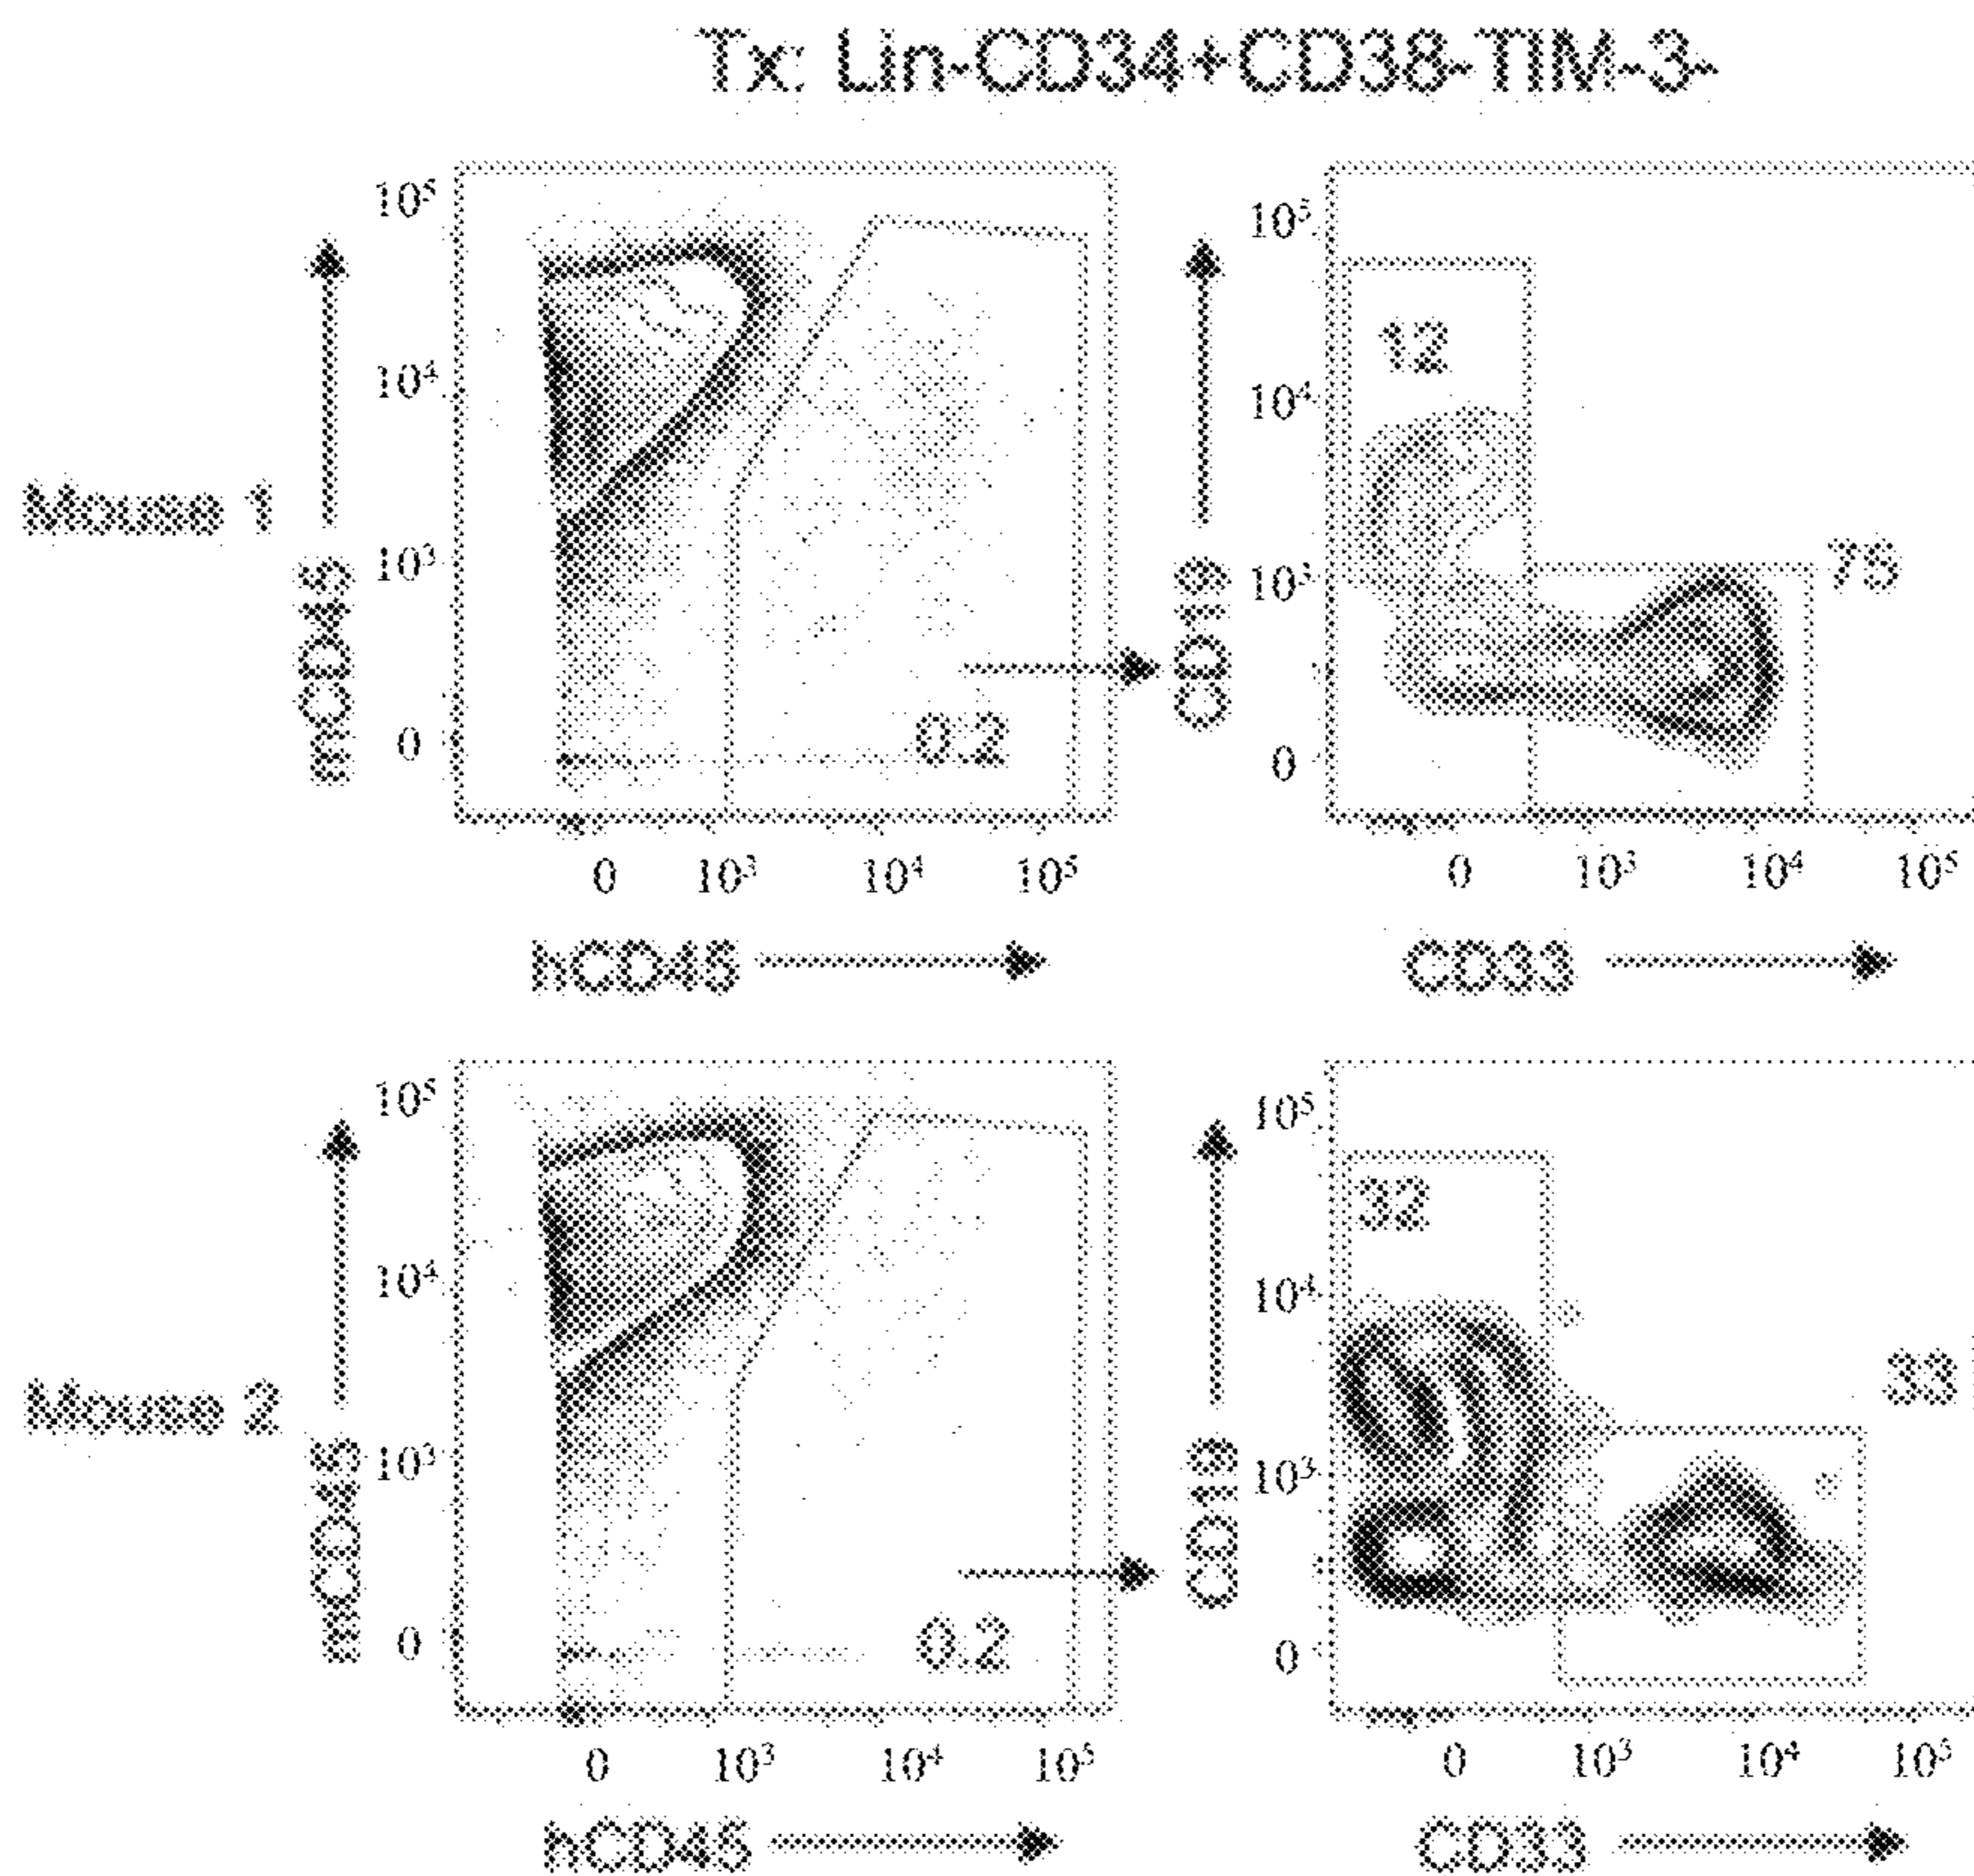 Tx: Lin-CD34+CD38-TIM-3-
Mouse 1
mCD45
10⁵
10⁴
10³
0
0.2
0 10³ 10⁴ 10⁵
hCD45
CD19
10⁵
10⁴
10³
0
12
75
0 10³ 10⁴ 10⁵
CD33
Mouse 2
mCD45
10⁵
10⁴
10³
0
0.2
0 10³ 10⁴ 10⁵
hCD45
CD19
10⁵
10⁴
10³
0
32
33
0 10³ 10⁴ 10⁵
CD33